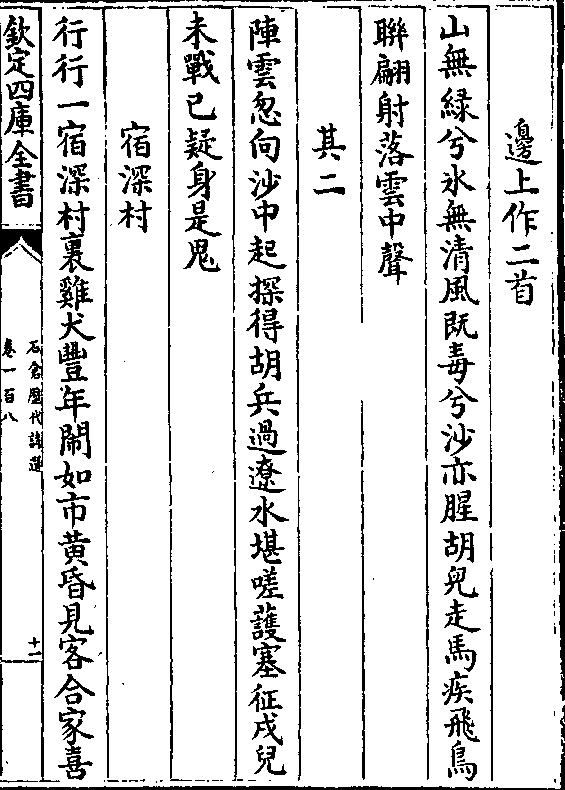 邊上作二首
山無綠兮水無清風既毒兮沙亦腥胡兒走馬疾飛鳥
聯翩射落雲中聲
其二
陣雲忽向沙中起探得胡兵過遼水堪嗟護塞征戍兒
未戰已疑身是鬼
宿深村
行行一宿深村裏雞犬豐年鬧如市黃昏見客合家喜
欽定四庫全書
石倉歷代詩選
卷一百八
十一